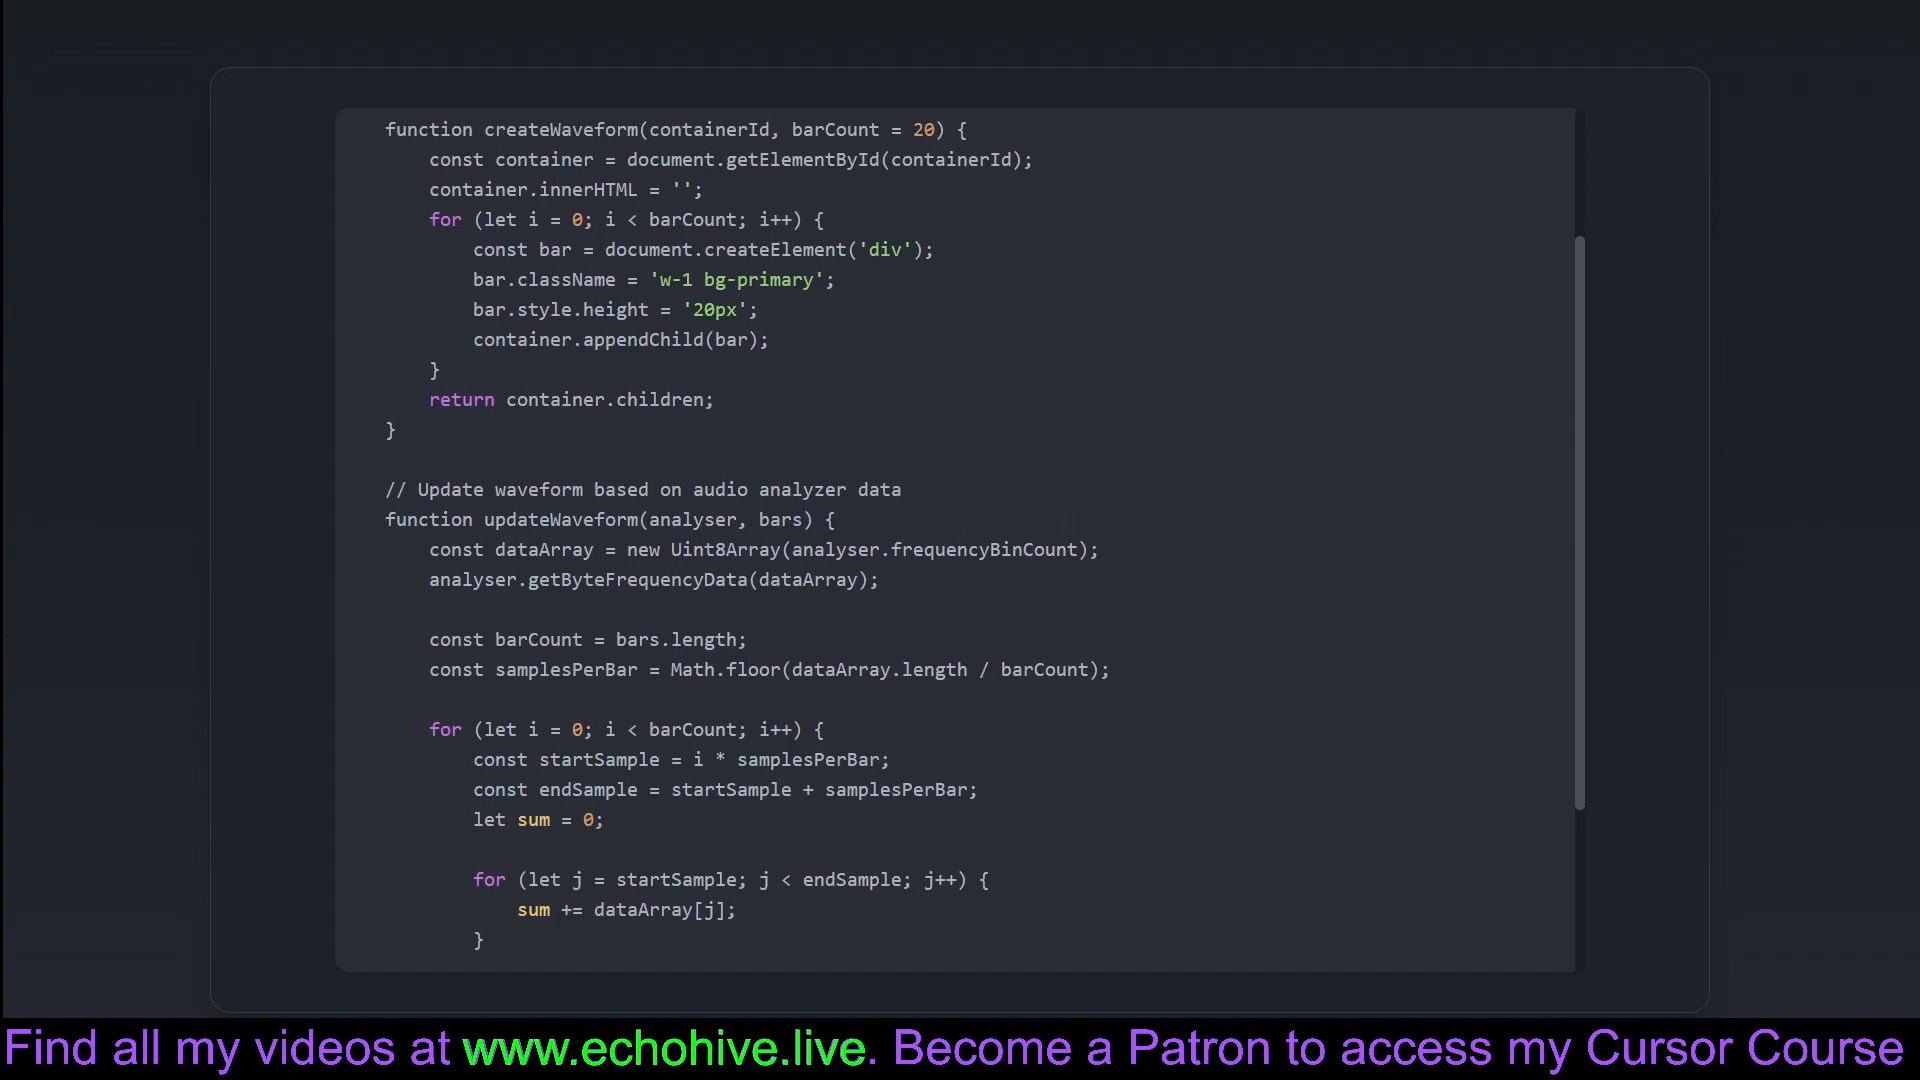 function createWaveform(containerId, barCount = 20) {
    const container = document.getElementById(containerId);
    container.innerHTML = '';
    for (let i = 0; i < barCount; i++) {
        const bar = document.createElement('div');
        bar.className = 'w-1 bg-primary';
        bar.style.height = '20px';
        container.appendChild(bar);
    }
    return container.children;
}
// Update waveform based on audio analyzer data
function updateWaveform(analyser, bars) {
    const dataArray = new Uint8Array(analyser.frequencyBinCount);
    analyser.getByteFrequencyData(dataArray);
    const barCount = bars.length;
    const samplesPerBar = Math.floor(dataArray.length / barCount);
    for (let i = 0; i < barCount; i++) {
        const startSample = i * samplesPerBar;
        const endSample = startSample + samplesPerBar;
        let sum = 0;
        for (let j = startSample; j < endSample; j++) {
            sum += dataArray[j];
        }
Find all my videos at www.echohive.live. Become a Patron to access my Cursor Course